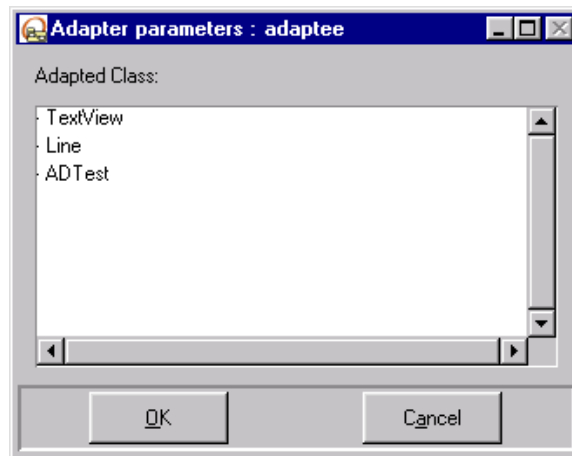 Adapter parameters : adaptee
Adapted Class:
TextView
Line
ADTest
OK
Cancel